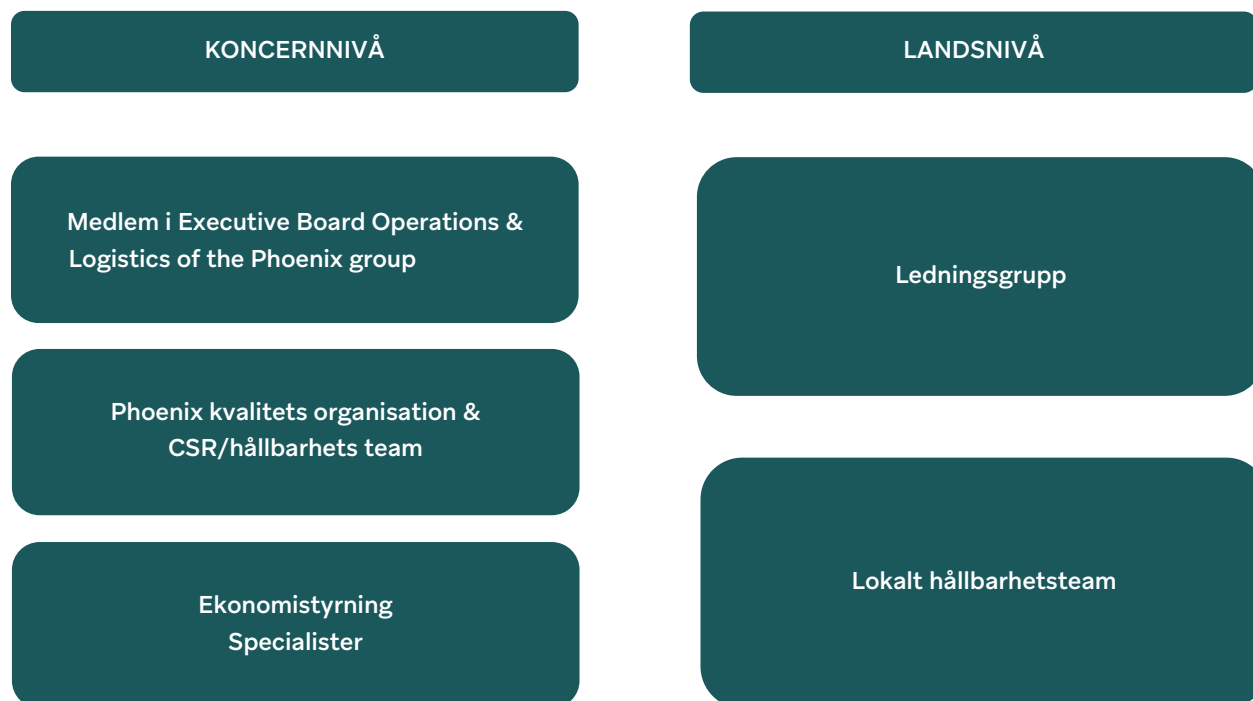 KONCERNNIVÅ
Medlem i Executive Board Operations &
Logistics of the Phoenix group
Phoenix kvalitets organisation &
CSR/hållbarhets team
Ekonomistyrning
Specialister
LANDSNIVÅ
Ledningsgrupp
Lokalt hållbarhetsteam